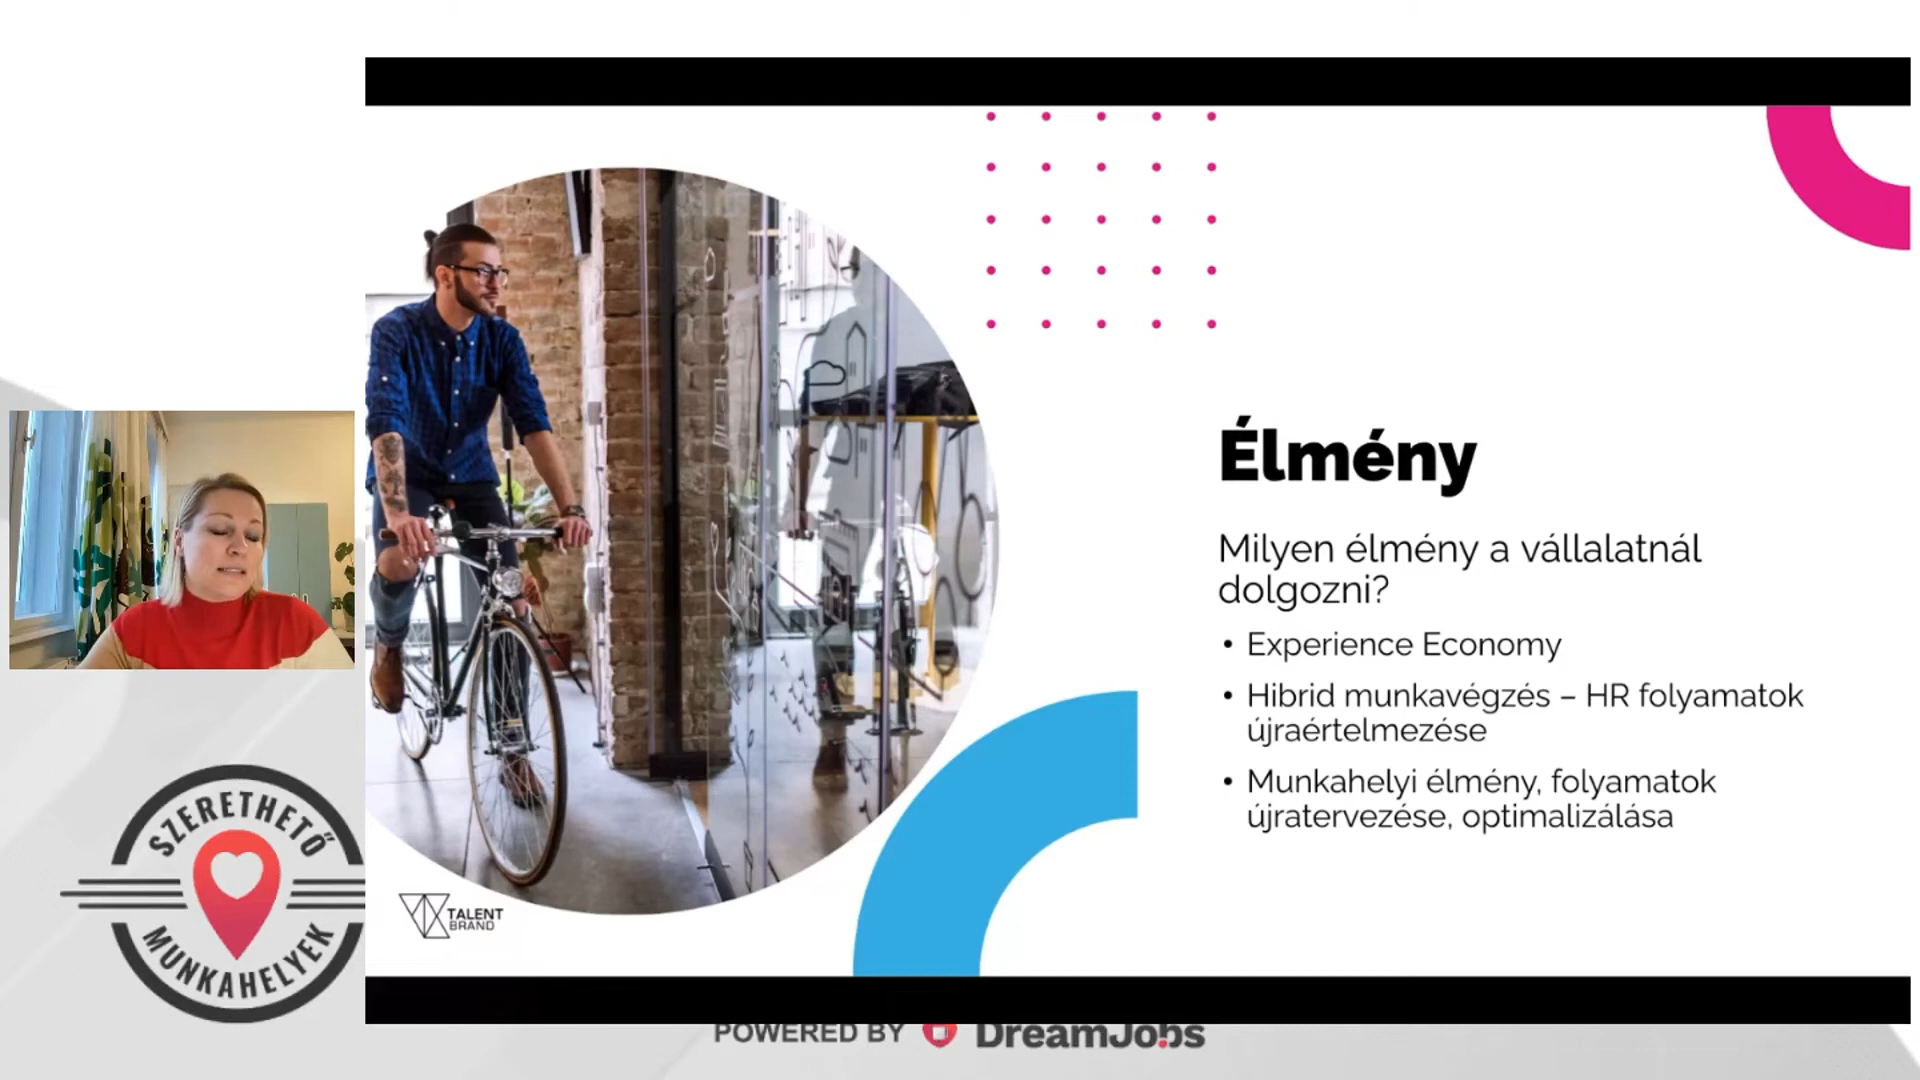 Élmény
Milyen élmény a vállalatnál
dolgozni?
• Experience Economy
• Hibrid munkavégzés – HR folyamatok
újraértelmezése
• Munkahelyi élmény, folyamatok
újratervezése, optimalizálása
TALENT
BRAND
SZERETHETŐ
MUNKAHELYEK
POWERED BY DreamJobs